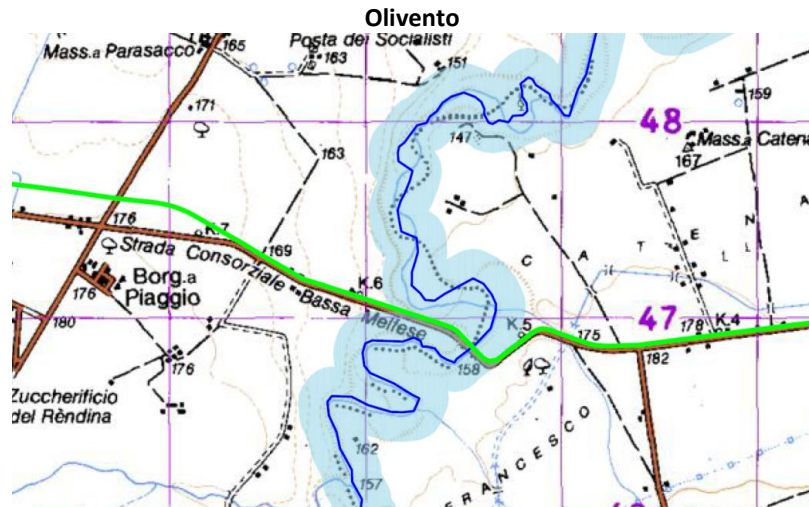 Olivento
Mass.a Parasacco
165
Posta dei Socialisti
163
151
159
171
48
147
Mass.a Catena
167
163
176
K.7
169
Strada Consorziale Bassa Melfese
K.6
C A T E N A
L L
Borg.a
Piaggio
176
180
47
K.5
175
178
K.4
182
158
176
Zuccherificio
del Rèndina
162
157
FRANCESCO